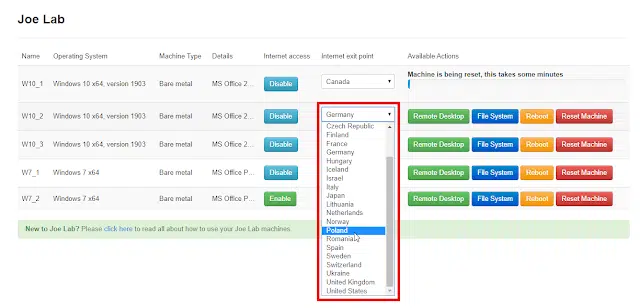 Joe Lab
Name Operating System Machine Type Details Internet access Internet exit point Available Actions
W10_1 Windows 10 x64, version 1903 Bare metal MS Office 2... Disable Canada Machine is being reset, this takes some minutes
W10_2 Windows 10 x64, version 1903 Bare metal MS Office 2... Disable Germany Remote Desktop File System Reboot Reset Machine
W10_3 Windows 10 x64, version 1903 Bare metal MS Office 2... Disable Remote Desktop File System Reboot Reset Machine
W7_1 Windows 7 x64 Bare metal MS Office P... Disable Remote Desktop File System Reboot Reset Machine
W7_2 Windows 7 x64 Bare metal MS Office P... Enable Remote Desktop File System Reboot Reset Machine
Czech Republic
Finland
France
Germany
Hungary
Iceland
Israel
Italy
Japan
Lithuania
Netherlands
Norway
Poland
Romania
Spain
Sweden
Switzerland
Ukraine
United Kingdom
United States
New to Joe Lab? Please click here to read all about how to use your Joe Lab machines.